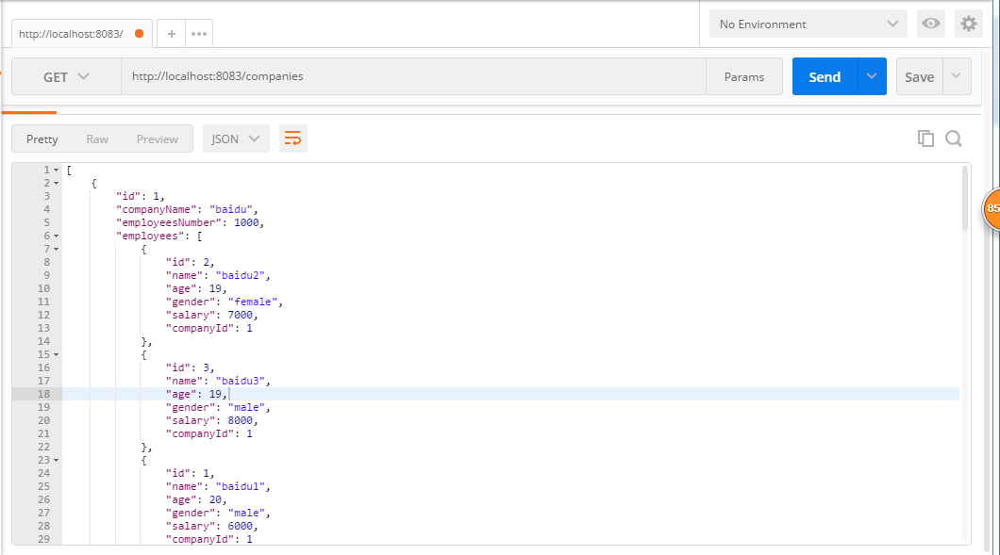 http://localhost:8083/
+
No Environment
GET
http://localhost:8083/companies
Params
Send
Save
Pretty
Raw
Preview
JSON
1 [
2 {
3 "id": 1,
4 "companyName": "baidu",
5 "employeesNumber": 1000,
6 "employees": [
7 {
8 "id": 2,
9 "name": "baidu2",
10 "age": 19,
11 "gender": "female",
12 "salary": 7000,
13 "companyId": 1
14 },
15 {
16 "id": 3,
17 "name": "baidu3",
18 "age": 19,
19 "gender": "male",
20 "salary": 8000,
21 "companyId": 1
22 },
23 {
24 "id": 1,
25 "name": "baidu1",
26 "age": 20,
27 "gender": "male",
28 "salary": 6000,
29 "companyId": 1
85